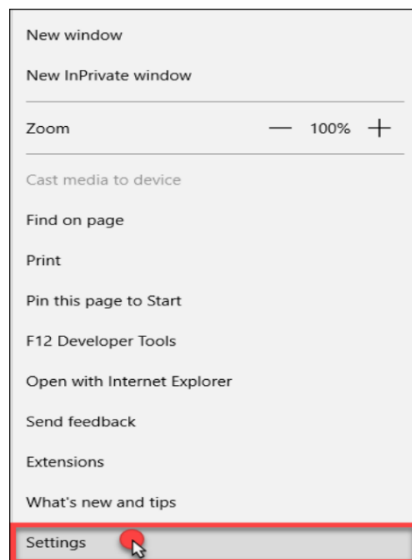 New window
New InPrivate window
Zoom — 100% +
Cast media to device
Find on page
Print
Pin this page to Start
F12 Developer Tools
Open with Internet Explorer
Send feedback
Extensions
What's new and tips
Settings